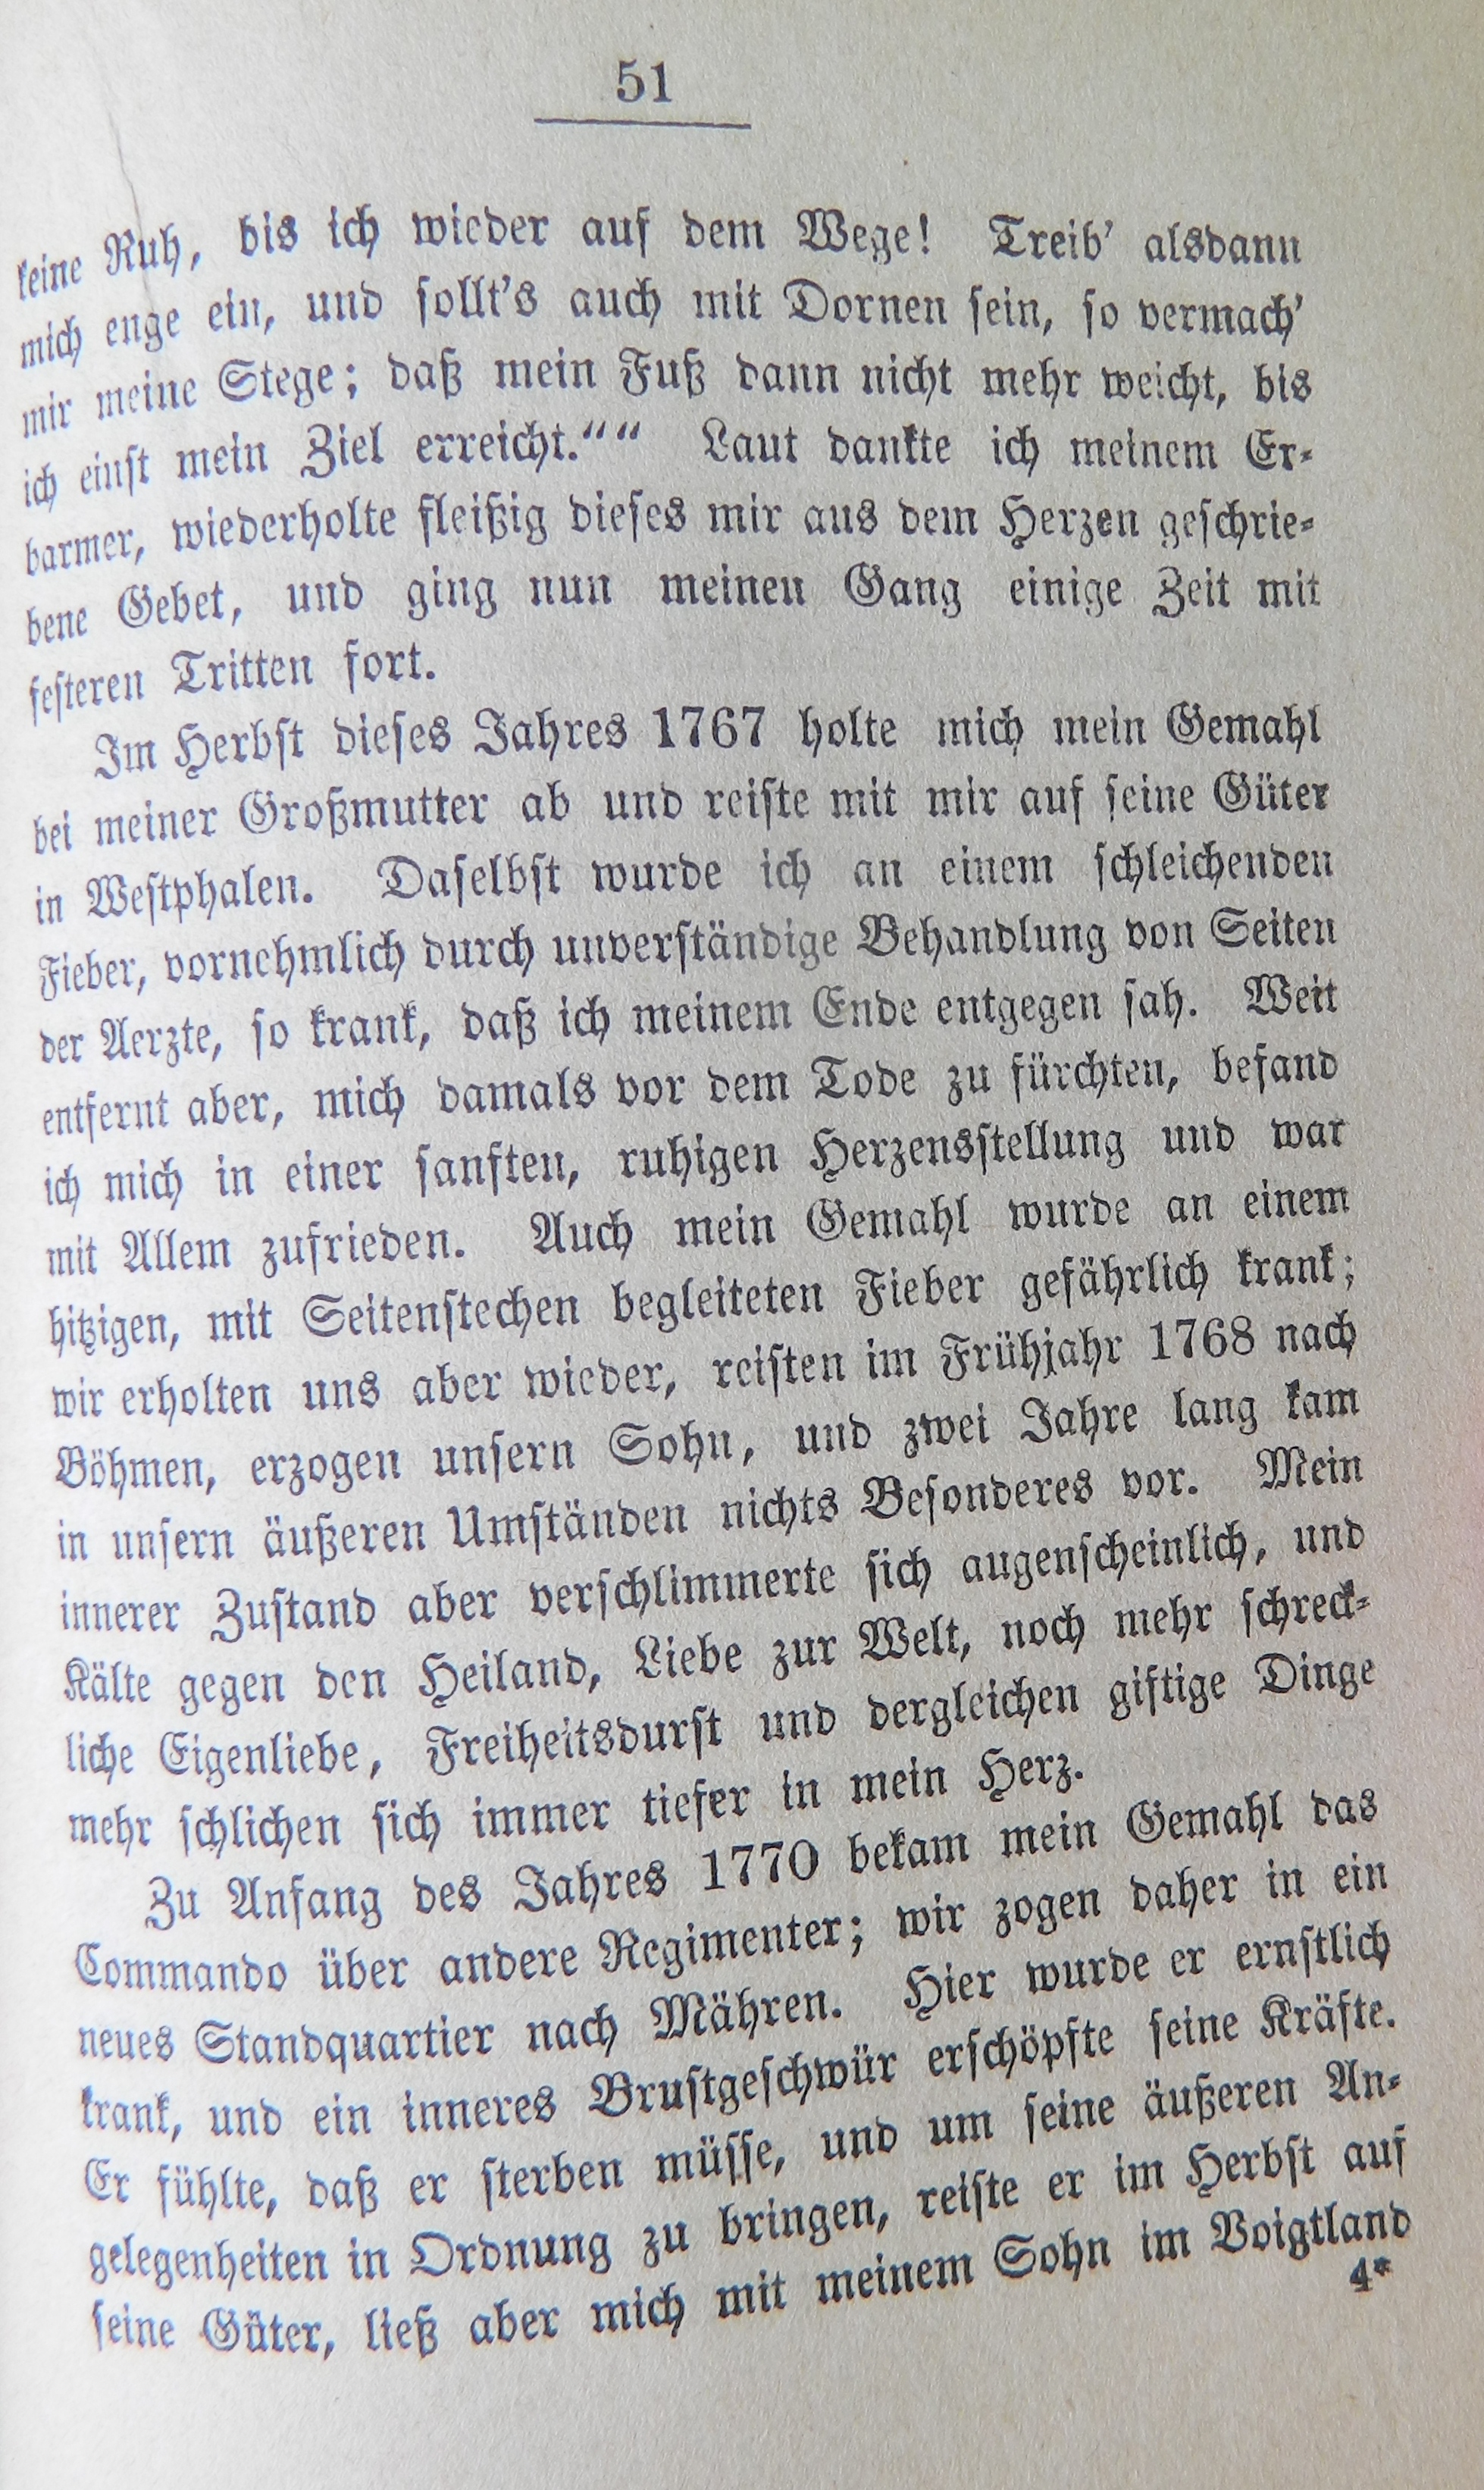 51
keine Ruh, bis ich wieder auf dem Wege! Treib' alsdann
mich enge ein, und sollt's auch mit Dornen sein, so vermach'
mir meine Stege; daß mein Fuß dann nicht mehr weicht, bis
ich einst mein Ziel erreicht.““ Laut dankte ich meinem Er-
barmer, wiederholte fleißig dieses mir aus dem Herzen geschrie-
bene Gebet, und ging nun meinen Gang einige Zeit mit
festeren Tritten fort.
Im Herbst dieses Jahres 1767 holte mich mein Gemahl
bei meiner Großmutter ab und reiste mit mir auf seine Güter
in Westphalen. Daselbst wurde ich an einem schleichenden
Fieber, vornehmlich durch unverständige Behandlung von Seiten
der Aerzte, so krank, daß ich meinem Ende entgegen sah. Weit
entfernt aber, mich damals vor dem Tode zu fürchten, befand
ich mich in einer sanften, ruhigen Herzensstellung und war
mit Allem zufrieden. Auch mein Gemahl wurde an einem
hitzigen, mit Seitenstechen begleiteten Fieber gefährlich krank;
wir erholten uns aber wieder, reisten im Frühjahr 1768 nach
Böhmen, erzogen unsern Sohn, und zwei Jahre lang kam
in unsern äußeren Umständen nichts Besonderes vor. Mein
innerer Zustand aber verschlimmerte sich augenscheinlich, und
Kälte gegen den Heiland, Liebe zur Welt, noch mehr schreck-
liche Eigenliebe, Freiheitsdurst und dergleichen giftige Dinge
mehr schlichen sich immer tiefer in mein Herz.
Zu Anfang des Jahres 1770 bekam mein Gemahl das
Commando über andere Regimenter; wir zogen daher in ein
neues Standquartier nach Mähren. Hier wurde er ernstlich
krank, und ein inneres Brustgeschwür erschöpfte seine Kräfte.
Er fühlte, daß er sterben müsse, und um seine äußeren An-
gelegenheiten in Ordnung zu bringen, reiste er im Herbst auf
seine Güter, ließ aber mich mit meinem Sohn im Voigtland
4*